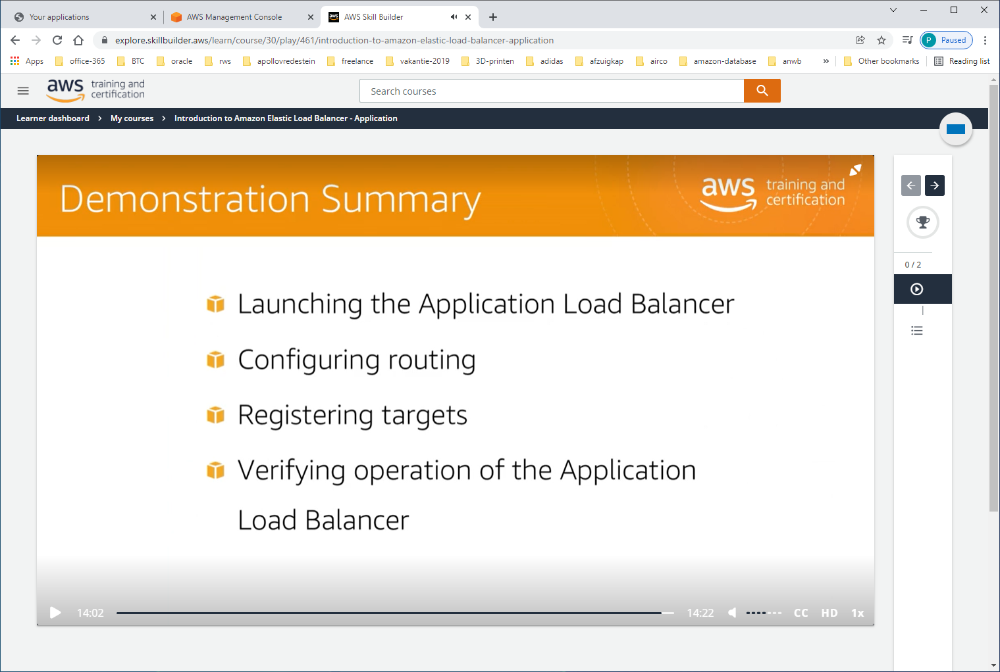 Your applications
AWS Management Console
aws AWS Skill Builder
explore.skillbuilder.aws/learn/course/30/play/461/introduction-to-amazon-elastic-load-balancer-application
P Paused
Apps office-365 BTC oracle rws apollovredestein freelance vakantie-2019 3D-printen adidas afzuigkap airco amazon-database anwb » Other bookmarks Reading list
aws training and
certification
Search courses
Learner dashboard > My courses > Introduction to Amazon Elastic Load Balancer - Application
Demonstration Summary
aws training and
certification
Launching the Application Load Balancer
Configuring routing
Registering targets
Verifying operation of the Application
Load Balancer
14:02 14:22 CC HD 1x
0 / 2